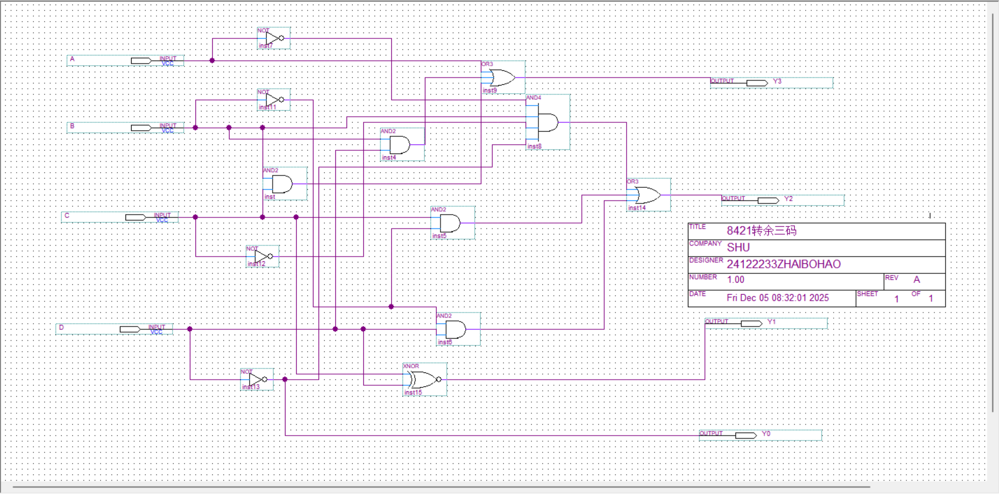 NOT
inst7
A
INPUT
VCC
OR3
inst9
OUTPUT
Y3
NOT
inst11
AND4
inst8
B
INPUT
VCC
AND2
inst4
AND2
inst
OR3
inst14
OUTPUT
Y2
C
INPUT
VCC
AND2
inst5
NOT
inst12
TITLE 8421转余三码
COMPANY SHU
DESIGNER 24122233ZHAIBOHAO
NUMBER 1.00 REV A
DATE Fri Dec 05 08:32:01 2025 SHEET 1 OF 1
D
INPUT
VCC
AND2
inst6
OUTPUT
Y1
NOT
inst13
XNOR
inst15
OUTPUT
Y0